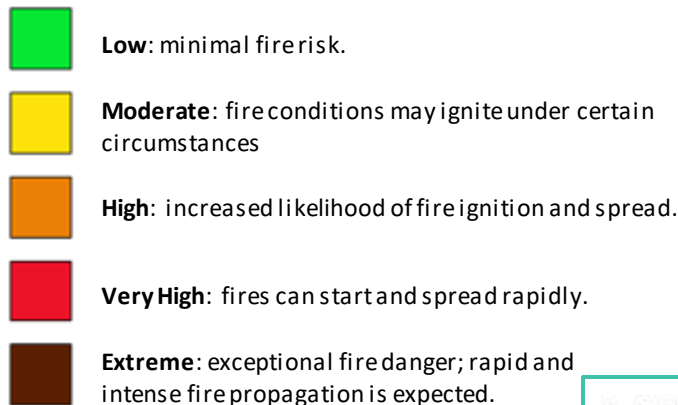 Low: minimal fire risk.
Moderate: fire conditions may ignite under certain
circumstances
High: increased likelihood of fire ignition and spread.
Very High: fires can start and spread rapidly.
Extreme: exceptional fire danger; rapid and
intense fire propagation is expected.